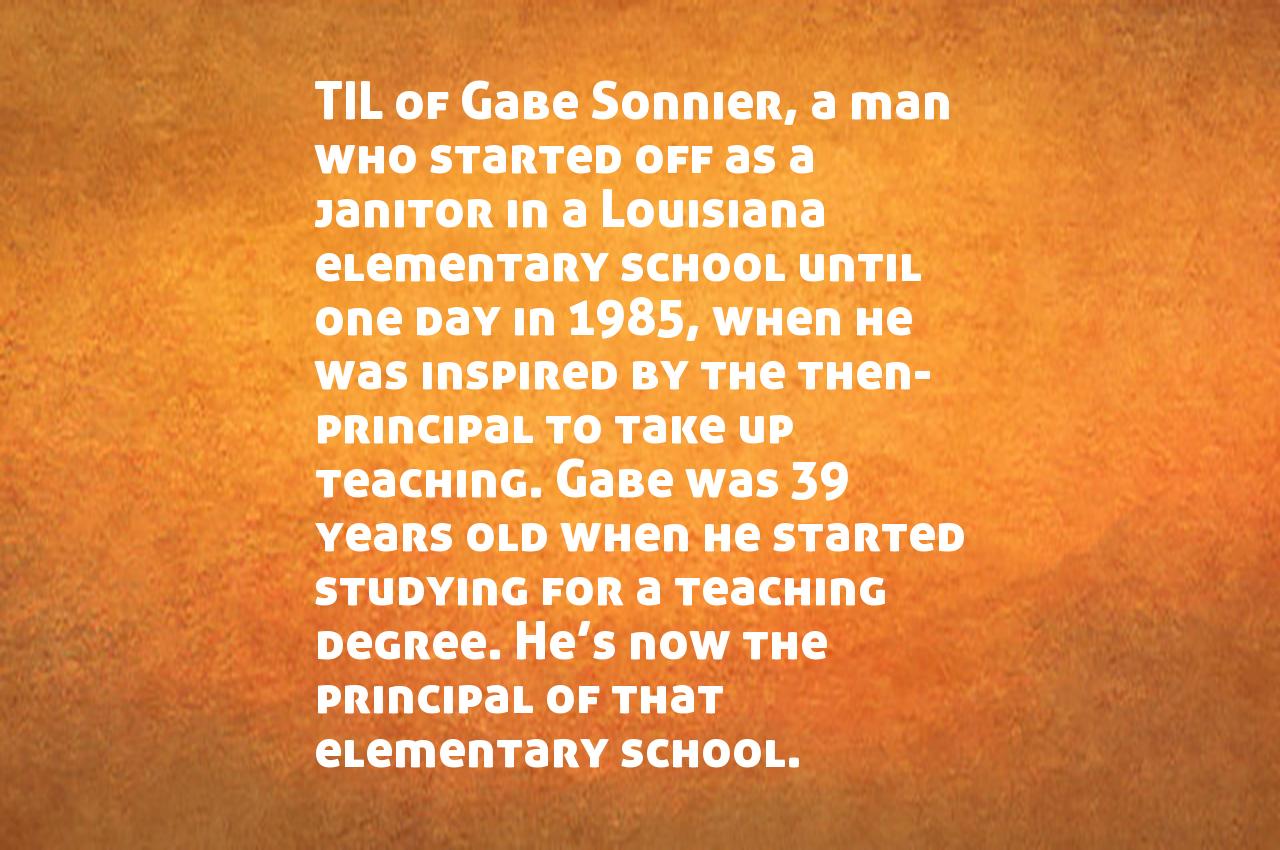 TIL of Gabe Sonnier, a man
who started off as a
janitor in a Louisiana
elementary school until
one day in 1985, when he
was inspired by the then-
principal to take up
teaching. Gabe was 39
years old when he started
studying for a teaching
degree. He’s now the
principal of that
elementary school.